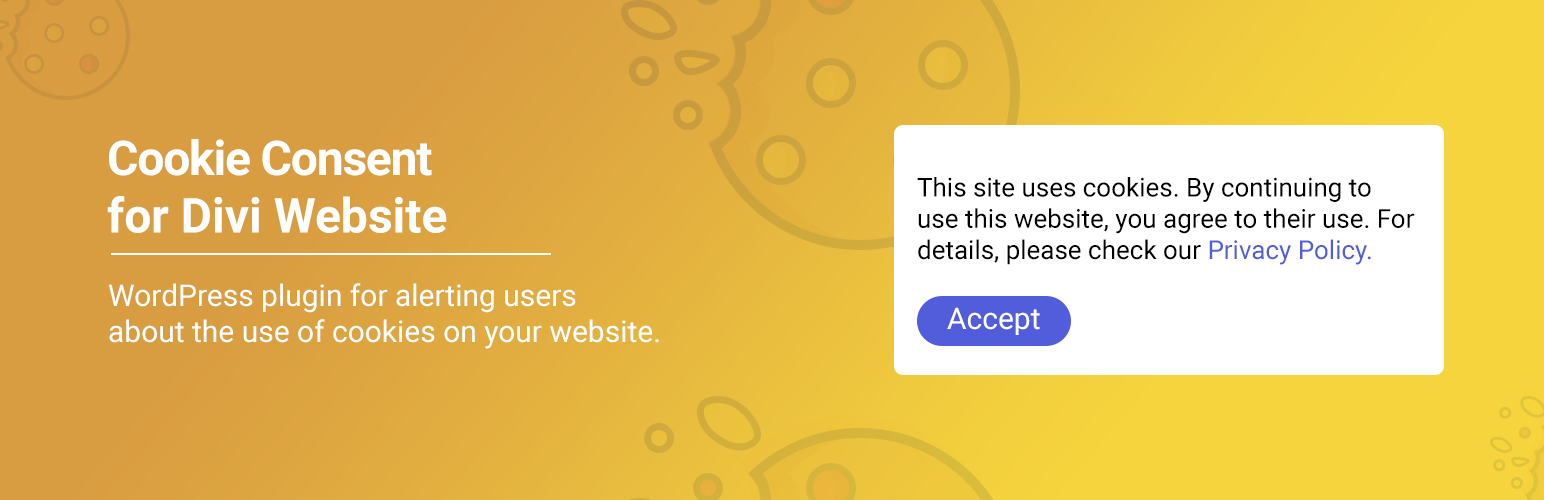 Cookie Consent
for Divi Website
WordPress plugin for alerting users
about the use of cookies on your website.
This site uses cookies. By continuing to
use this website, you agree to their use. For
details, please check our Privacy Policy.
Accept